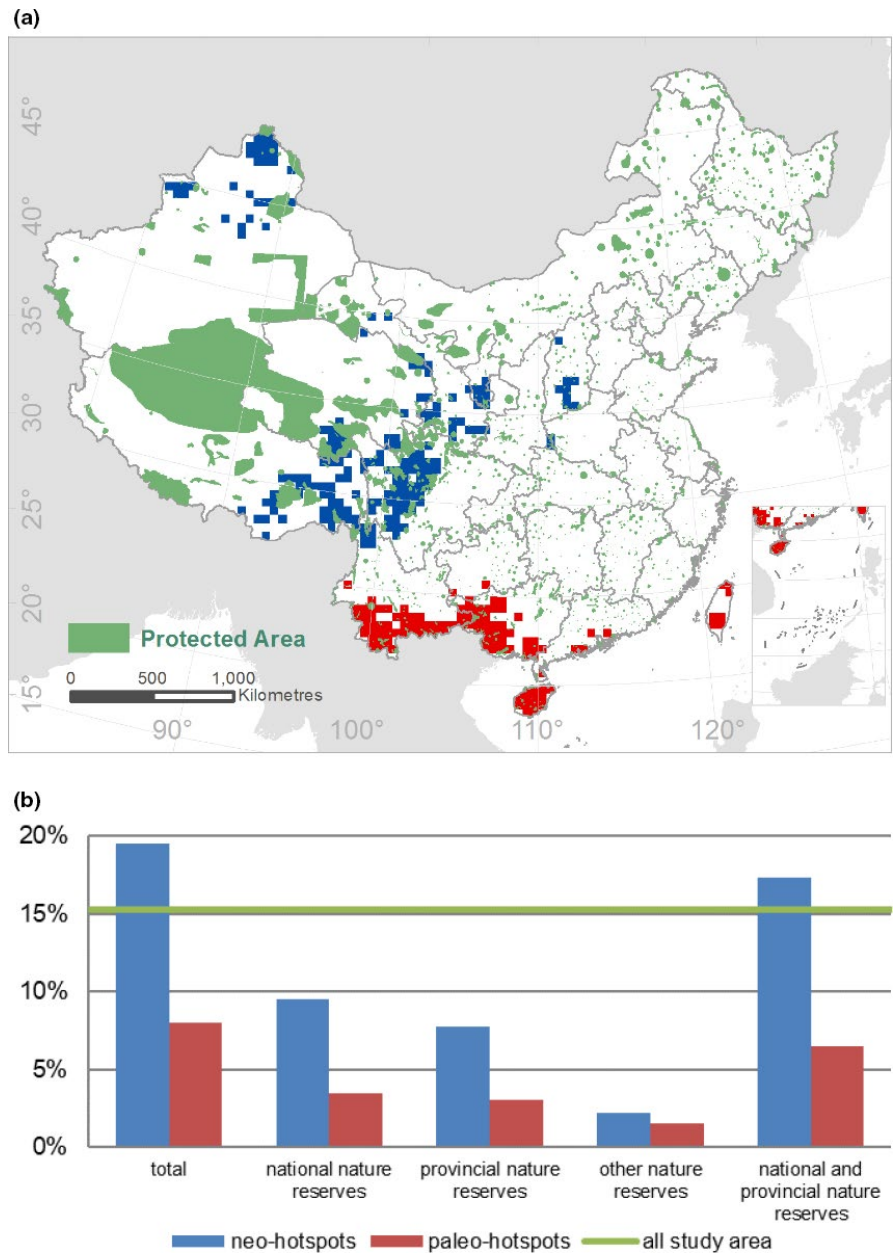 (a)
45°
40°
35°
30°
25°
20°
15°
Protected Area
0 500 1,000
Kilometres
90° 100° 110° 120°
(b)
20%
15%
10%
5%
0%
total
national nature
reserves
provincial nature
reserves
other nature
reserves
national and
provincial nature
reserves
neo-hotspots paleo-hotspots all study area